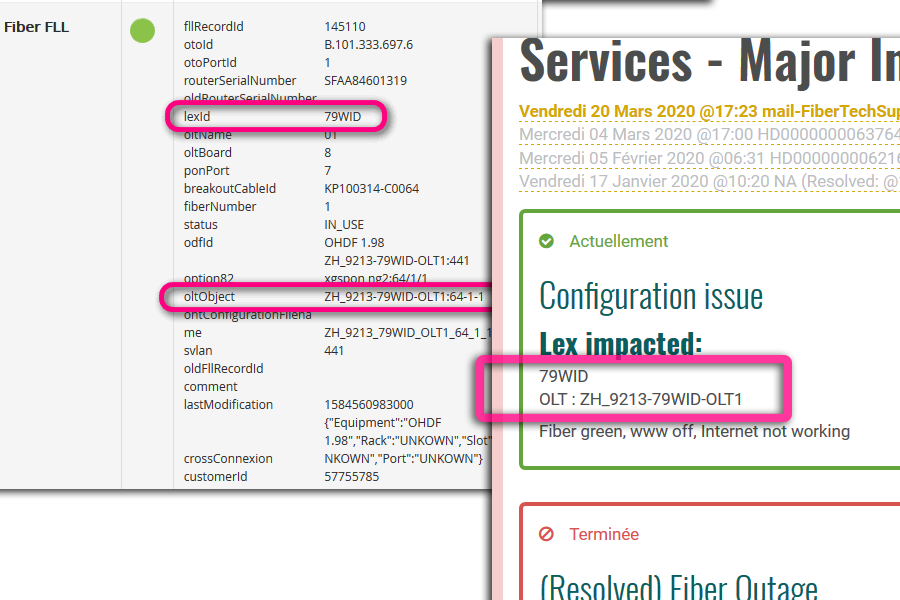 Fiber FLL
fllRecordId 145110
otoId B.101.333.697.6
otoPortId 1
routerSerialNumber SFAA84601319
oldRouterSerialNumber
lexId 79WID
oltName 01
oltBoard 8
ponPort 7
breakoutCableId KP100314-C0064
fiberNumber 1
status IN_USE
odfId OHDF 1.98
ZH_9213-79WID-OLT1:441
option82 xgspon ng2:64/1/1
oltObject ZH_9213-79WID-OLT1:64-1-1
ontConfigurationFilena
me ZH_9213_79WID_OLT1_64_1_1
svlan 441
oldFllRecordId
comment
lastModification 1584560983000
{"Equipment":"OHDF
1.98","Rack":"UNKOWN","Slot"
crossConnexion NKOWN","Port":"UNKOWN"}
customerId 57755785
Services - Major In
Vendredi 20 Mars 2020 @17:23 mail-FiberTechSup
Mercredi 04 Mars 2020 @17:00 HD0000000063764
Mercredi 05 Février 2020 @06:31 HD0000000006216
Vendredi 17 Janvier 2020 @10:20 NA (Resolved: @
Actuellement
Configuration issue
Lex impacted:
79WID
OLT : ZH_9213-79WID-OLT1
Fiber green, www off, Internet not working
Terminée
(Resolved) Fiber Outage